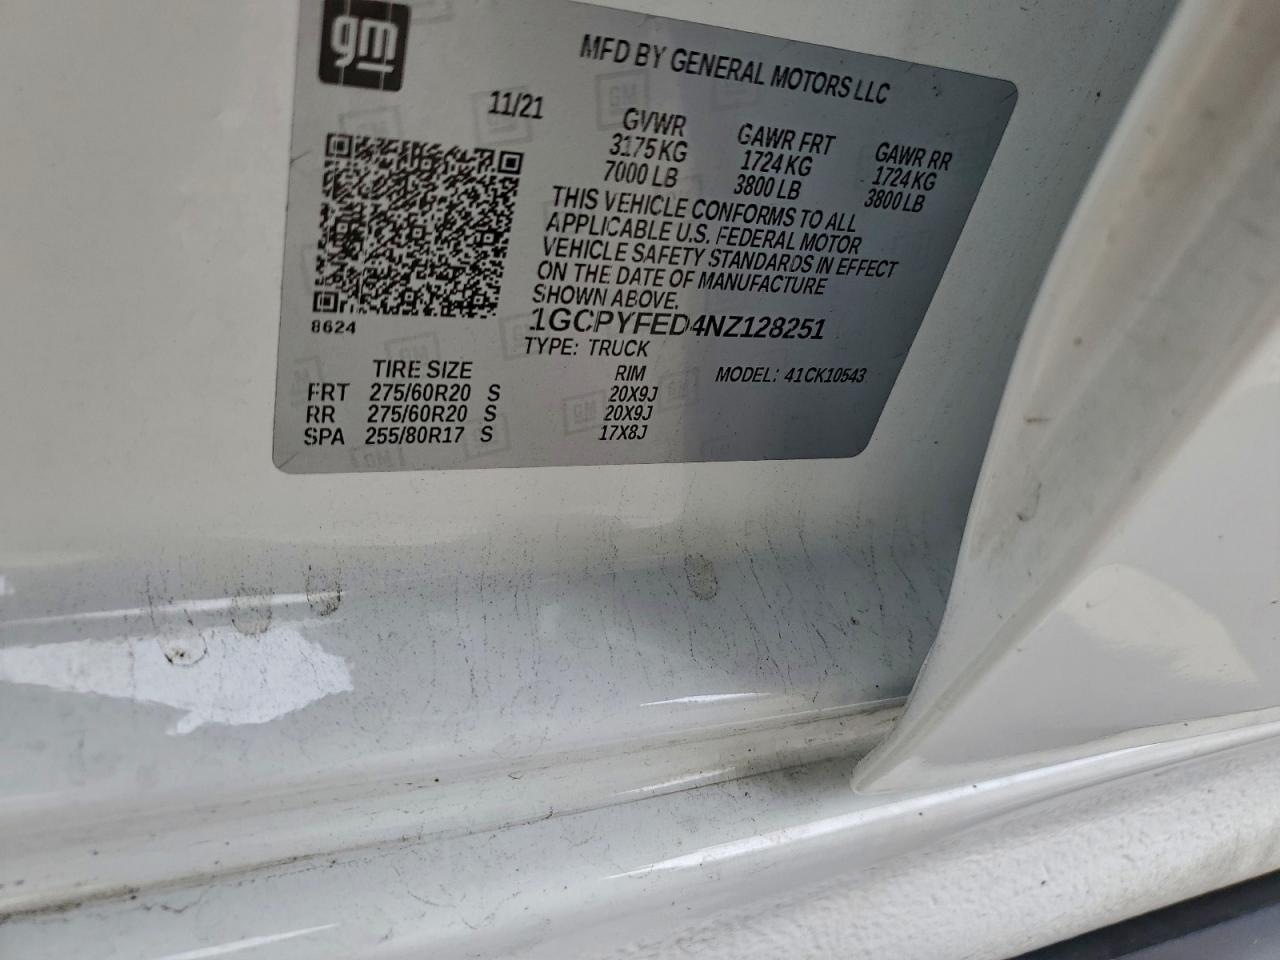 gm
MFD BY GENERAL MOTORS LLC
11/21
GVWR GAWR FRT GAWR RR
3175 KG 1724 KG 1724 KG
7000 LB 3800 LB 3800 LB
THIS VEHICLE CONFORMS TO ALL
APPLICABLE U.S. FEDERAL MOTOR
VEHICLE SAFETY STANDARDS IN EFFECT
ON THE DATE OF MANUFACTURE
SHOWN ABOVE.
8624
1GCPYFED4NZ128251
TYPE: TRUCK
TIRE SIZE RIM MODEL: 41CK10543
FRT 275/60R20 S 20X9J
RR 275/60R20 S 20X9J
SPA 255/80R17 S 17X8J